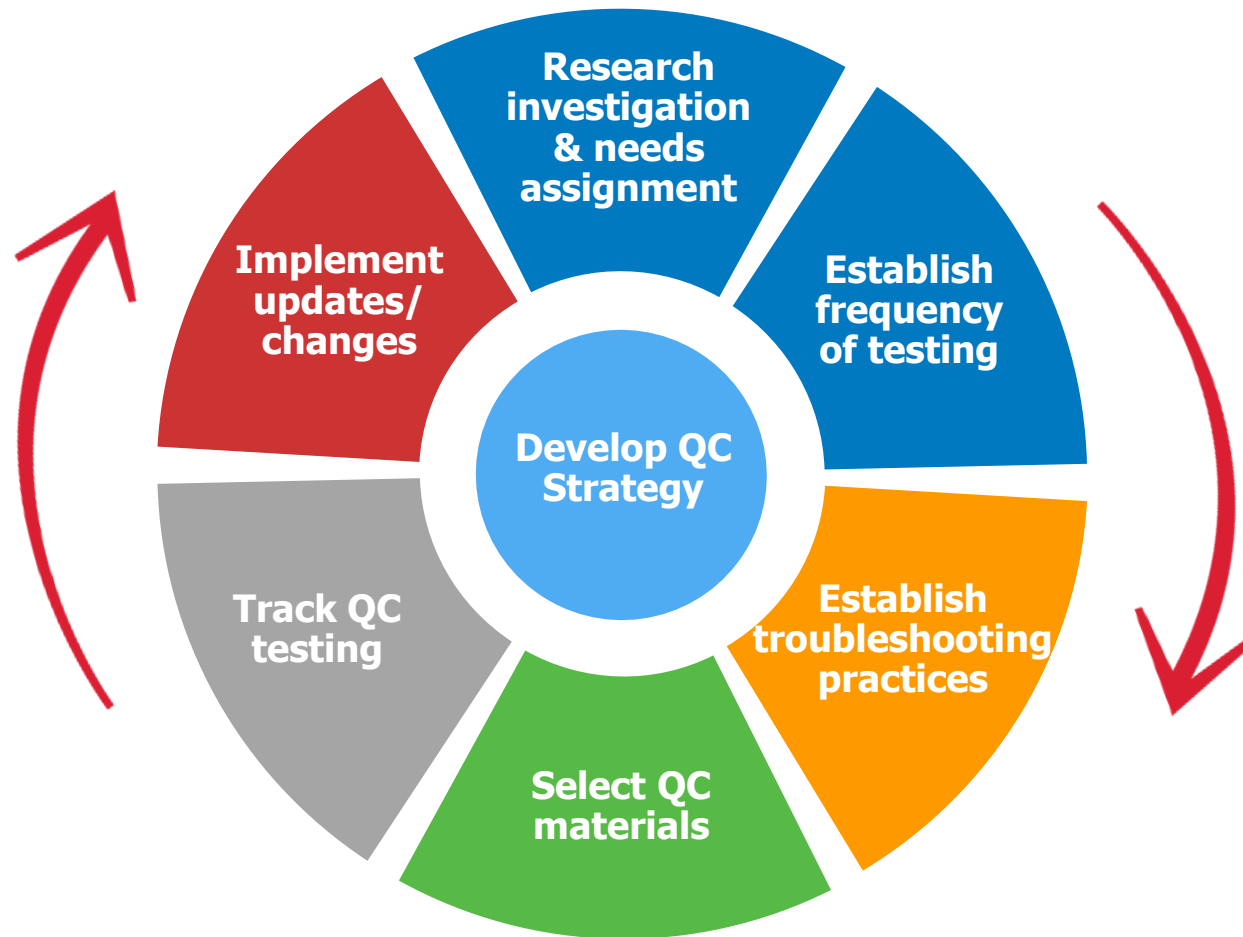 Research
investigation
& needs
assignment
Establish
frequency
of testing
Establish
troubleshooting
practices
Select QC
materials
Track QC
testing
Implement
updates/
changes
Develop QC
Strategy